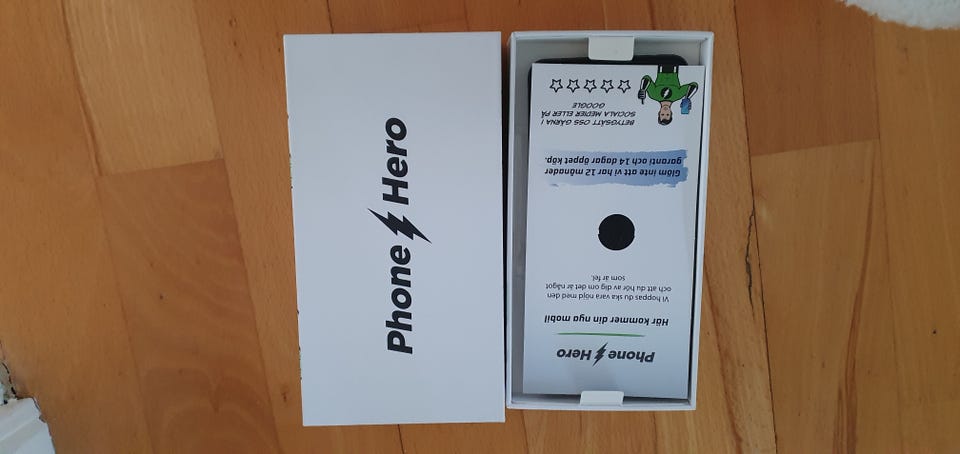 Phone Hero
Phone Hero
Här kommer din nya mobil
Vi hoppas du ska vara nöjd med den
och att du hör av dig om det är något
som är fel.
Glöm inte att vi har 12 månader
garanti och 14 dagar öppet köp.
BETYGSÄTT OSS GÄRNA I
SOCIALA MEDIER ELLER PÅ
GOOGLE